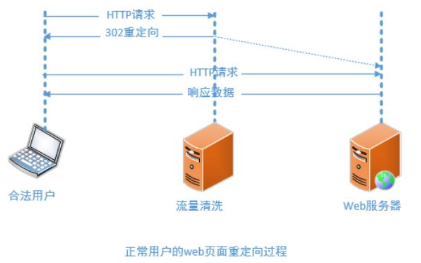 HTTP请求
302重定向
HTTP请求
响应数据
合法用户
流量清洗
Web服务器
正常用户的web页面重定向过程